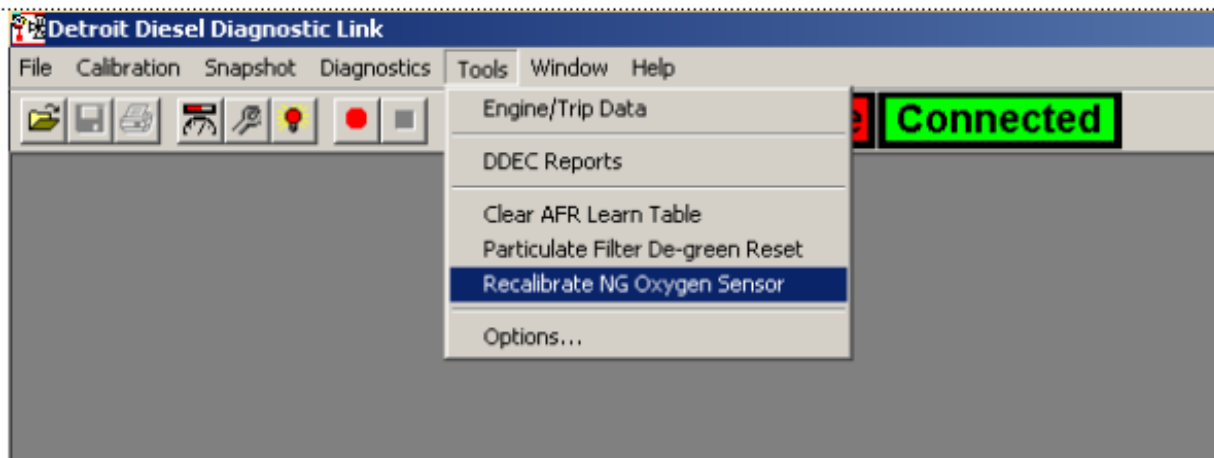 Detroit Diesel Diagnostic Link
File Calibration Snapshot Diagnostics Tools Window Help
Connected
Engine/Trip Data
DDEC Reports
Clear AFR Learn Table
Particulate Filter De-green Reset
Recalibrate NG Oxygen Sensor
Options...